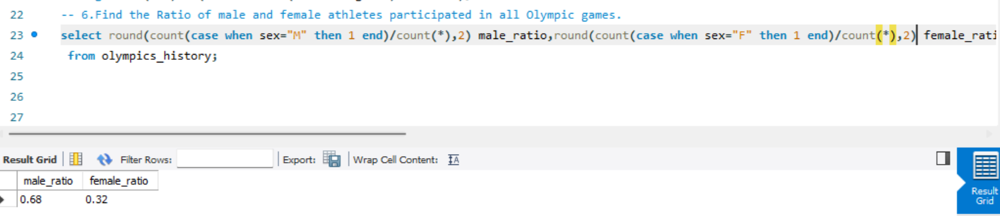 22 -- 6.Find the Ratio of male and female athletes participated in all Olympic games.
23 select round(count(case when sex="M" then 1 end)/count(*),2) male_ratio,round(count(case when sex="F" then 1 end)/count(*),2) female_rati
24 from olympics_history;
25
26
27
Result Grid Filter Rows: Export: Wrap Cell Content: IA
male_ratio female_ratio
0.68 0.32
Result
Grid